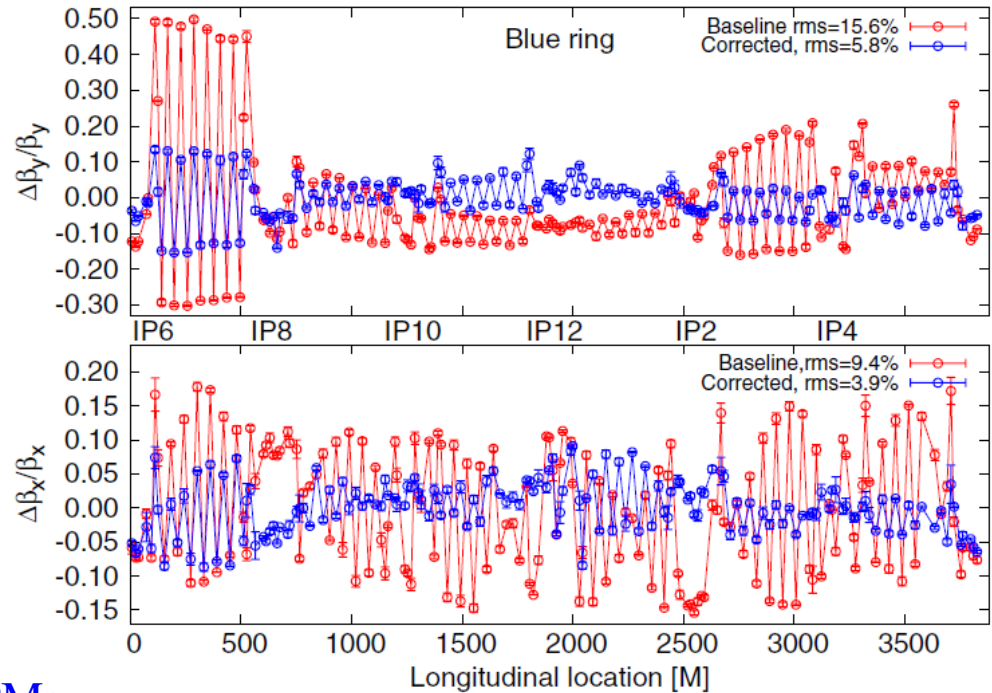 Blue ring
Baseline rms=15.6%
Corrected, rms=5.8%
Δβy/βy
0.50
0.40
0.30
0.20
0.10
0.00
-0.10
-0.20
-0.30
IP6 IP8 IP10 IP12 IP2 IP4
Baseline,rms=9.4%
Corrected, rms=3.9%
Δβx/βx
0.20
0.15
0.10
0.05
0.00
-0.05
-0.10
-0.15
0 500 1000 1500 2000 2500 3000 3500
Longitudinal location [M]